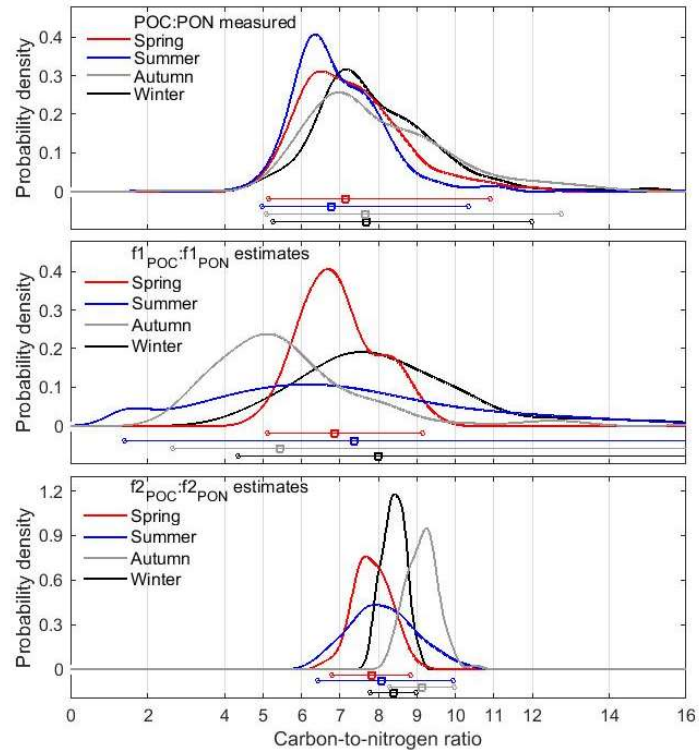 POC:PON measured
Spring
Summer
Autumn
Winter
Probability density
0.4
0.3
0.2
0.1
0
f1POC:f1PON estimates
Spring
Summer
Autumn
Winter
Probability density
0.4
0.3
0.2
0.1
0
f2POC:f2PON estimates
Spring
Summer
Autumn
Winter
Probability density
1.2
0.9
0.6
0.3
0
0 2 4 5 6 7 8 9 10 12 14 16
Carbon-to-nitrogen ratio